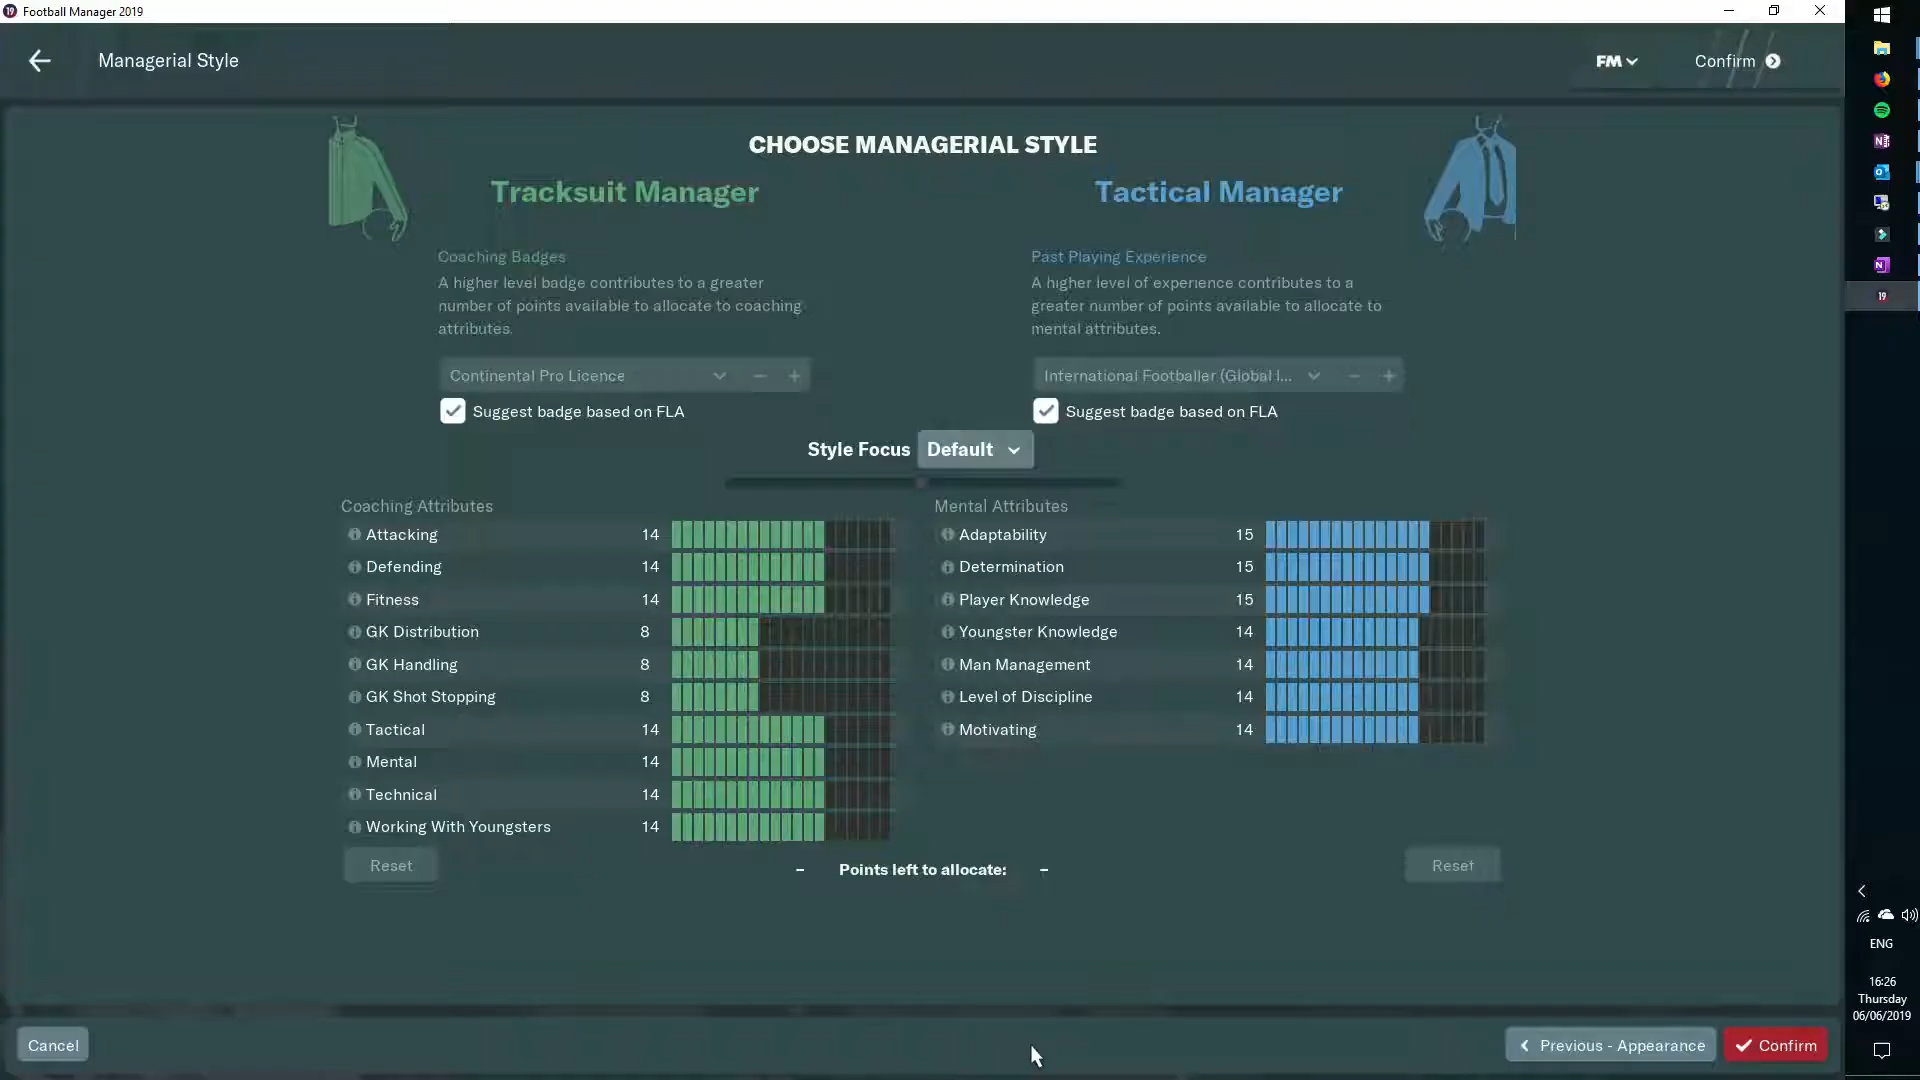 19 Football Manager 2019
Managerial Style
FM
Confirm
CHOOSE MANAGERIAL STYLE
Tracksuit Manager
Tactical Manager
Coaching Badges
A higher level badge contributes to a greater
number of points available to allocate to coaching
attributes.
Past Playing Experience
A higher level of experience contributes to a
greater number of points available to allocate to
mental attributes.
Continental Pro Licence
International Footballer (Global I...
Suggest badge based on FLA
Suggest badge based on FLA
Style Focus Default
Coaching Attributes
Attacking 14
Defending 14
Fitness 14
GK Distribution 8
GK Handling 8
GK Shot Stopping 8
Tactical 14
Mental 14
Technical 14
Working With Youngsters 14
Reset
Mental Attributes
Adaptability 15
Determination 15
Player Knowledge 15
Youngster Knowledge 14
Man Management 14
Level of Discipline 14
Motivating 14
Reset
- Points left to allocate: -
Cancel
Previous - Appearance
Confirm
19
ENG
16:26
Thursday
06/06/2019